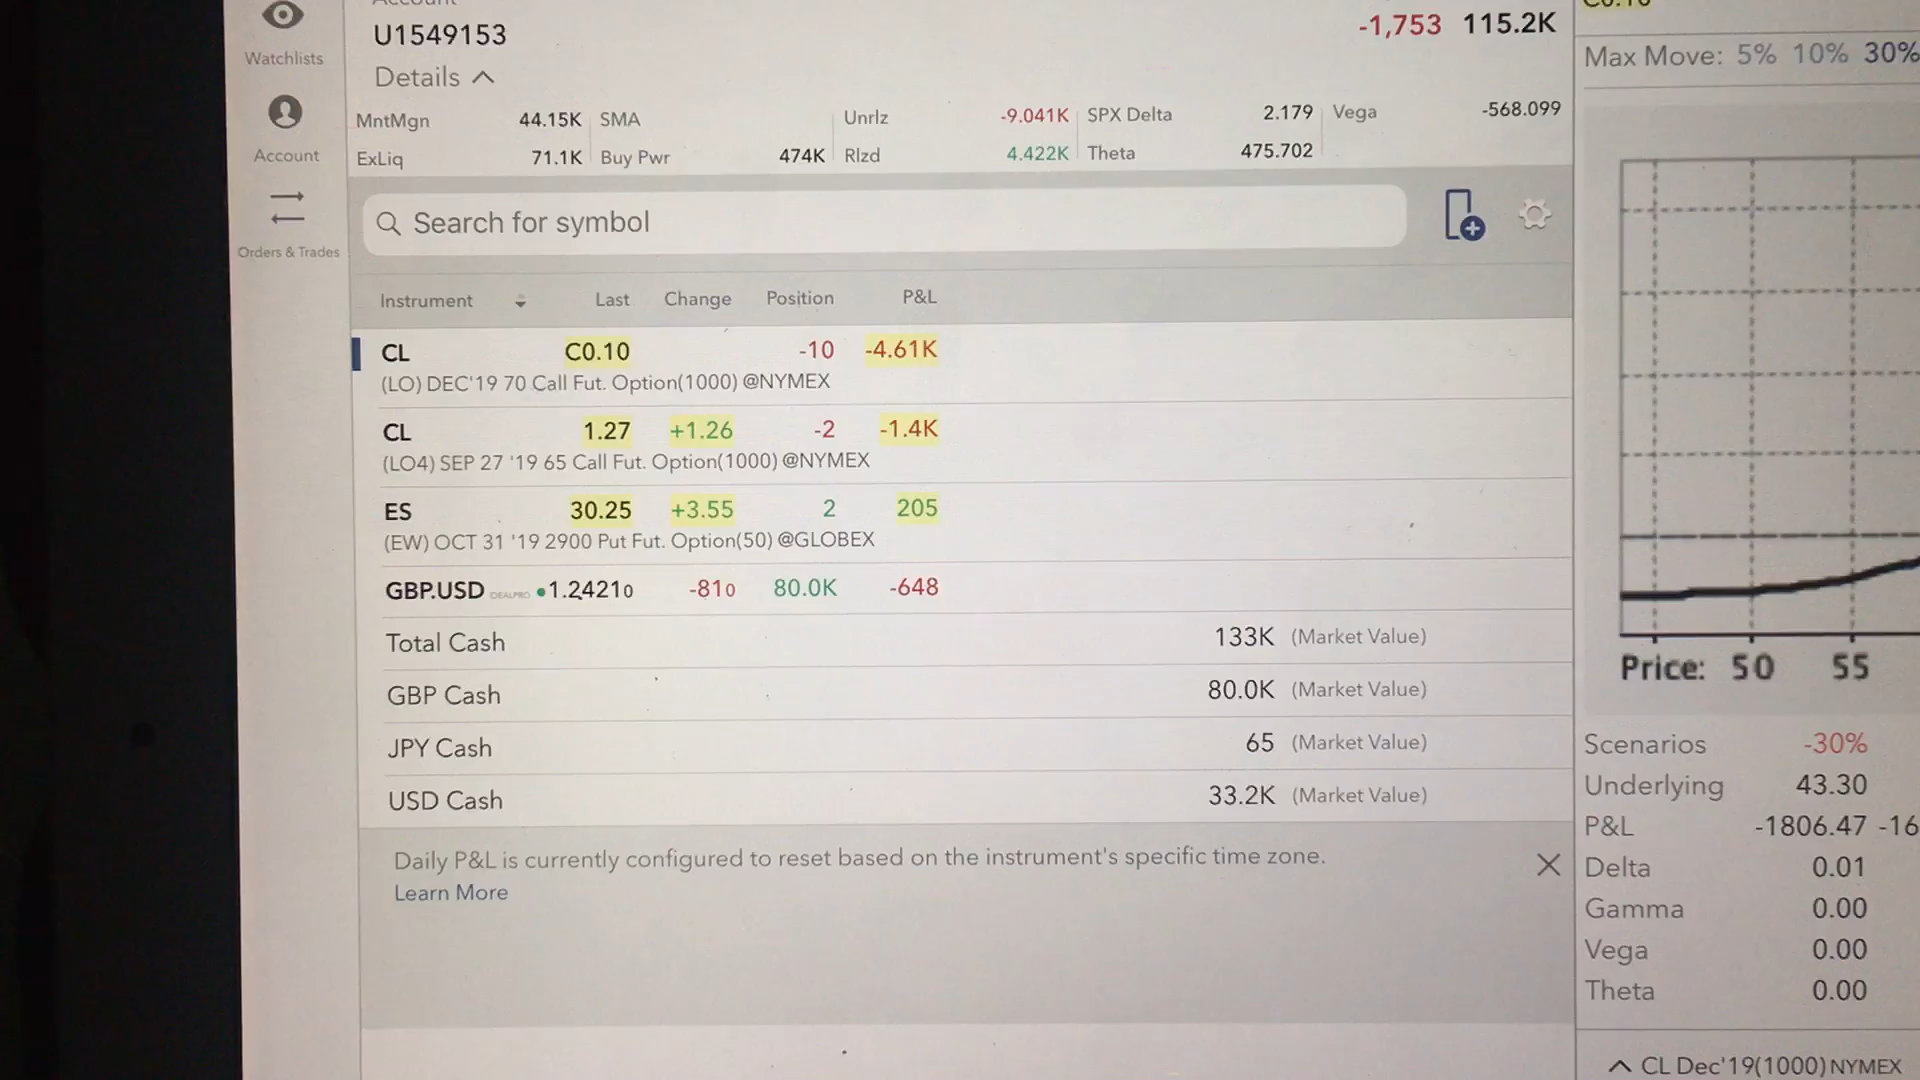 Watchlists
Account
Orders & Trades
U1549153
-1,753 115.2K
Details
MntMgn 44.15K SMA Unrlz -9.041K SPX Delta 2.179 Vega -568.099
ExLiq 71.1K Buy Pwr 474K Rlzd 4.422K Theta 475.702
Search for symbol
Instrument Last Change Position P&L
CL C0.10 -10 -4.61K
(LO) DEC'19 70 Call Fut. Option(1000) @NYMEX
CL 1.27 +1.26 -2 -1.4K
(LO4) SEP 27 '19 65 Call Fut. Option(1000) @NYMEX
ES 30.25 +3.55 2 205
(EW) OCT 31 '19 2900 Put Fut. Option(50) @GLOBEX
GBP.USD IDEALPRO 1.24210 -810 80.0K -648
Total Cash 133K (Market Value)
GBP Cash 80.0K (Market Value)
JPY Cash 65 (Market Value)
USD Cash 33.2K (Market Value)
Daily P&L is currently configured to reset based on the instrument's specific time zone.
Learn More
Max Move: 5% 10% 30%
Price: 50 55
Scenarios -30%
Underlying 43.30
P&L -1806.47 -16
Delta 0.01
Gamma 0.00
Vega 0.00
Theta 0.00
CL Dec'19(1000) NYMEX